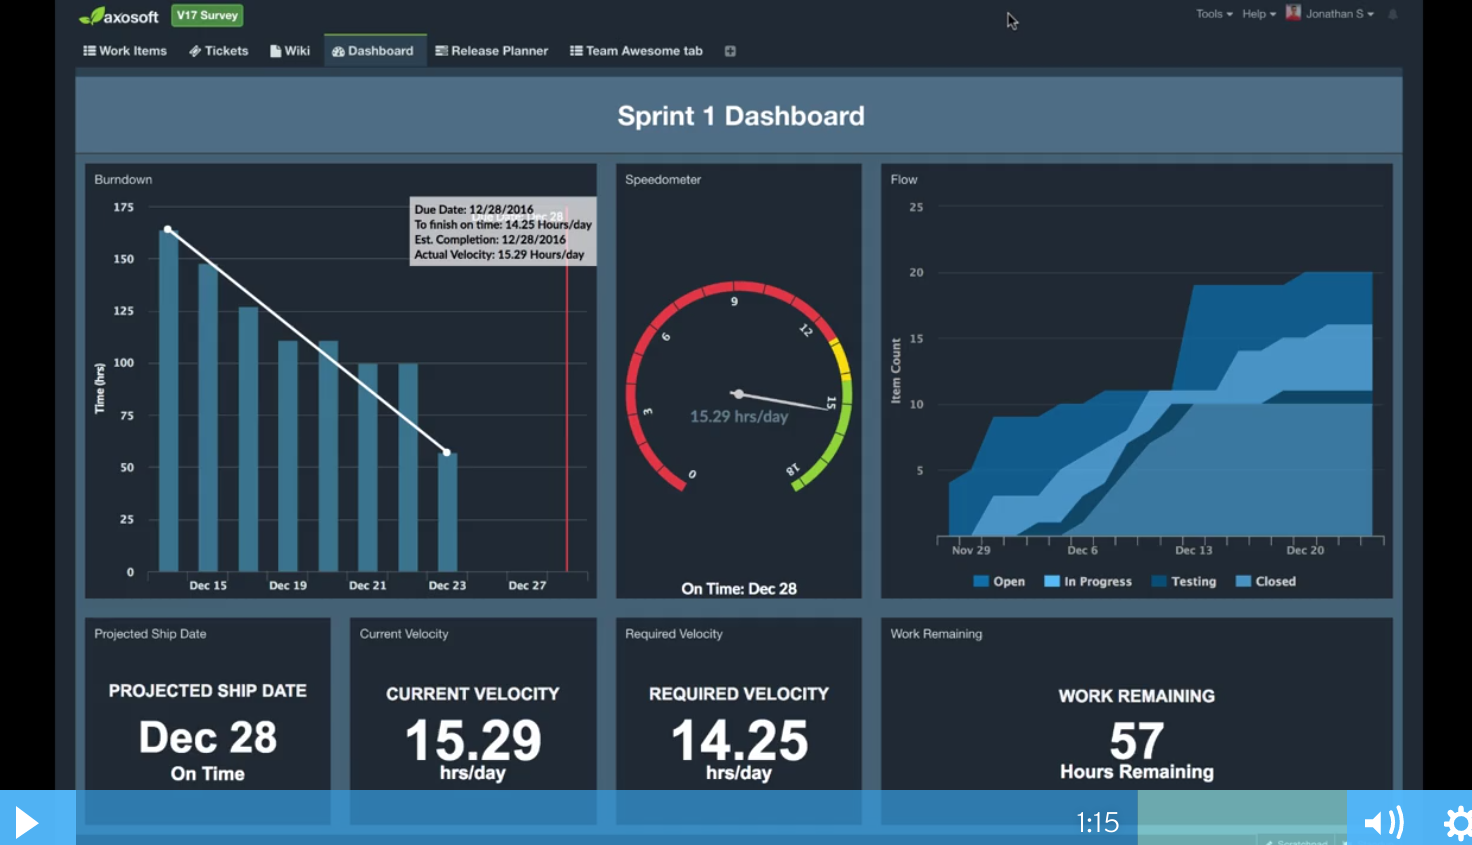 axosoft V17 Survey Tools Help Jonathan S
Work Items Tickets Wiki Dashboard Release Planner Team Awesome tab
Sprint 1 Dashboard
Burndown
175
150
125
100
75
50
25
0
Time (hrs)
Due Date: Dec 28
Due Date: 12/28/2016
To finish on time: 14.25 Hours/day
Est. Completion: 12/28/2016
Actual Velocity: 15.29 Hours/day
Dec 15 Dec 19 Dec 21 Dec 23 Dec 27
Speedometer
0
3
6
9
12
15
18
15.29 hrs/day
On Time: Dec 28
Flow
25
20
15
10
5
Item Count
Nov 29 Dec 6 Dec 13 Dec 20
Open In Progress Testing Closed
Projected Ship Date
PROJECTED SHIP DATE
Dec 28
On Time
Current Velocity
CURRENT VELOCITY
15.29
hrs/day
Required Velocity
REQUIRED VELOCITY
14.25
hrs/day
Work Remaining
WORK REMAINING
57
Hours Remaining
1:15